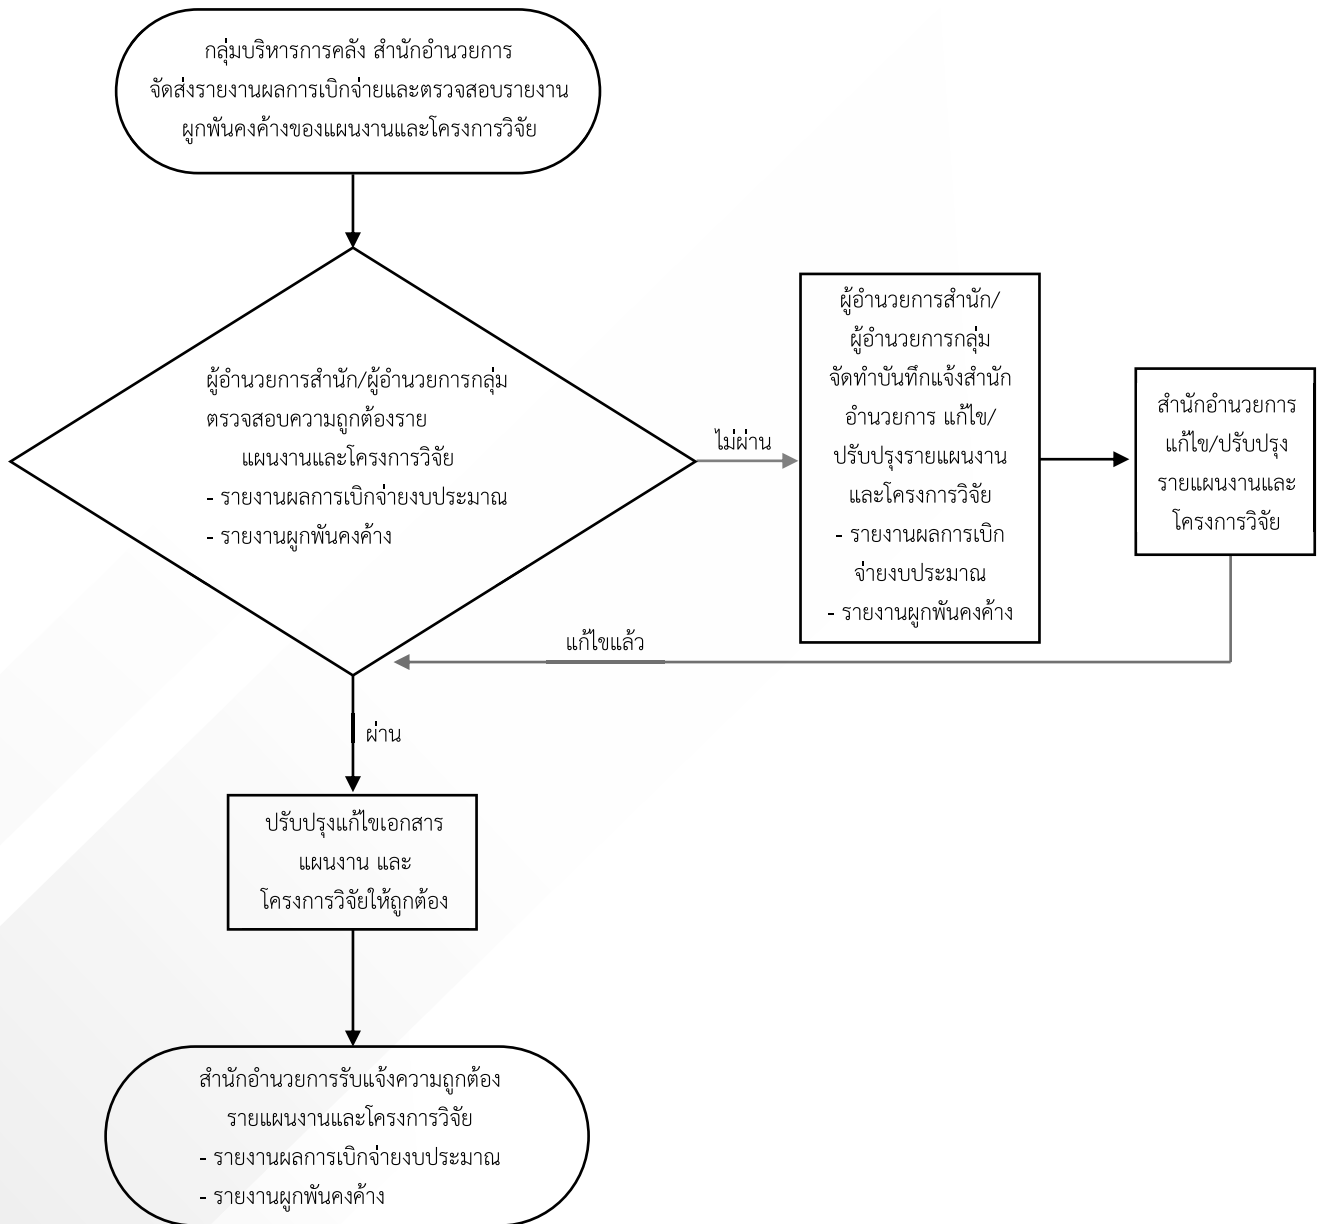 กลุ่มบริหารการคลัง สำนักอำนวยการ
จัดส่งรายงานผลการเบิกจ่ายและตรวจสอบรายงาน
ผูกพันคงค้างของแผนงานและโครงการวิจัย
ผู้อำนวยการสำนัก/ผู้อำนวยการกลุ่ม
ตรวจสอบความถูกต้องราย
แผนงานและโครงการวิจัย
- รายงานผลการเบิกจ่ายงบประมาณ
- รายงานผูกพันคงค้าง
ไม่ผ่าน
ผู้อำนวยการสำนัก/
ผู้อำนวยการกลุ่ม
จัดทำบันทึกแจ้งสำนัก
อำนวยการ แก้ไข/
ปรับปรุงรายแผนงาน
และโครงการวิจัย
- รายงานผลการเบิก
จ่ายงบประมาณ
- รายงานผูกพันคงค้าง
สำนักอำนวยการ
แก้ไข/ปรับปรุง
รายแผนงานและ
โครงการวิจัย
แก้ไขแล้ว
ผ่าน
ปรับปรุงแก้ไขเอกสาร
แผนงาน และ
โครงการวิจัยให้ถูกต้อง
สำนักอำนวยการรับแจ้งความถูกต้อง
รายแผนงานและโครงการวิจัย
- รายงานผลการเบิกจ่ายงบประมาณ
- รายงานผูกพันคงค้าง